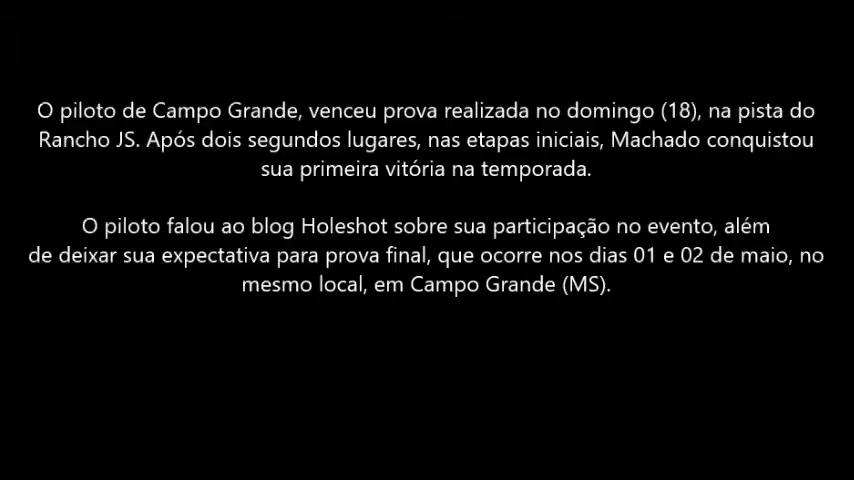 O piloto de Campo Grande, venceu prova realizada no domingo (18), na pista do
Rancho JS. Após dois segundos lugares, nas etapas iniciais, Machado conquistou
sua primeira vitória na temporada.
O piloto falou ao blog Holeshot sobre sua participação no evento, além
de deixar sua expectativa para prova final, que ocorre nos dias 01 e 02 de maio, no
mesmo local, em Campo Grande (MS).